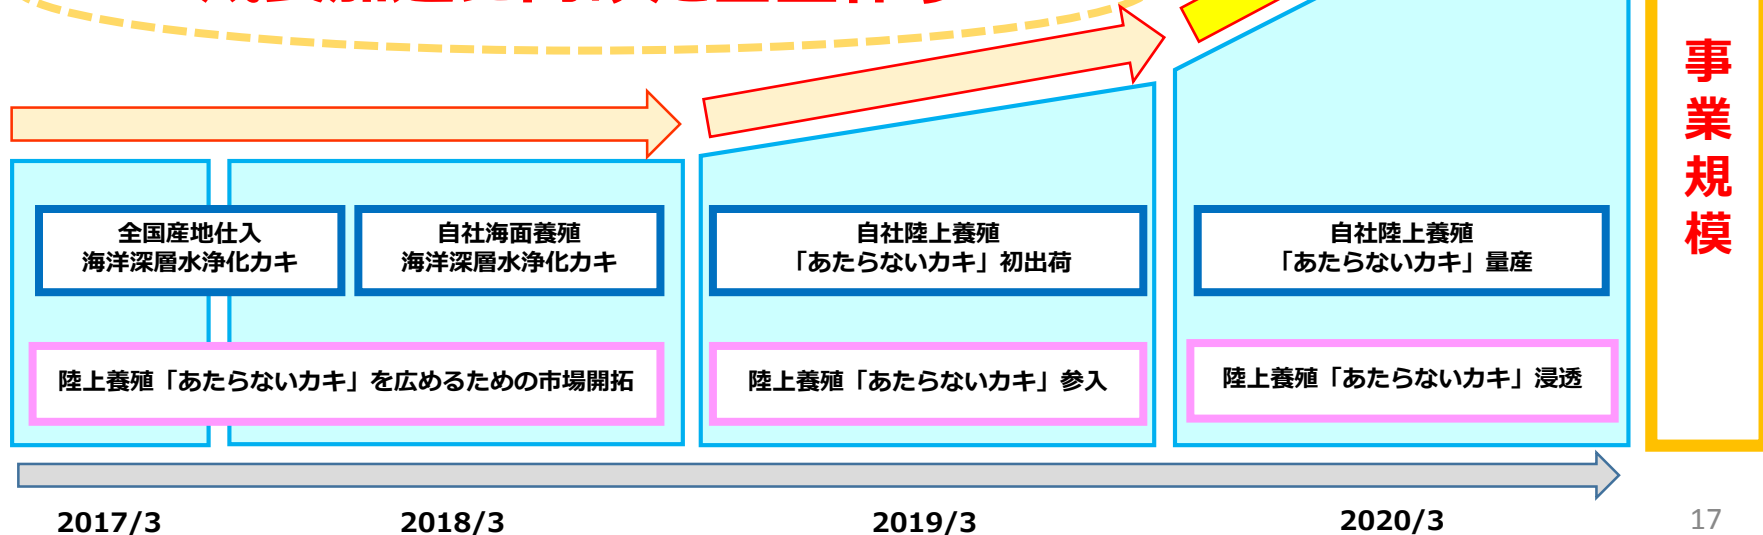 事業規模
全国産地仕入
海洋深層水浄化カキ
自社海面養殖
海洋深層水浄化カキ
自社陸上養殖
「あたらないカキ」初出荷
自社陸上養殖
「あたらないカキ」量産
陸上養殖「あたらないカキ」を広めるための市場開拓
陸上養殖「あたらないカキ」参入
陸上養殖「あたらないカキ」浸透
2017/3
2018/3
2019/3
2020/3
17